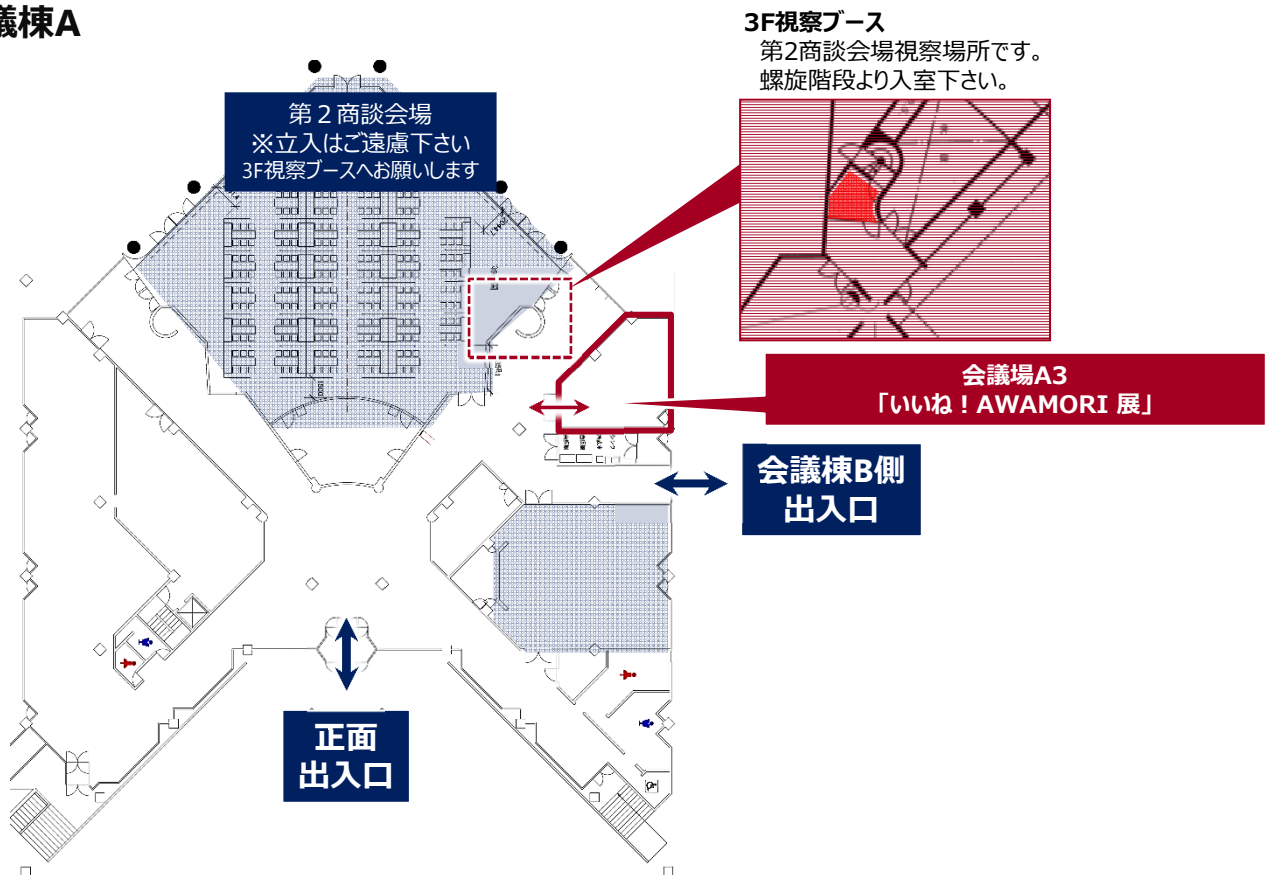 議棟A
3F視察ブース
第2商談会場視察場所です。
螺旋階段より入室下さい。
第２商談会場
※立入はご遠慮下さい
3F視察ブースへお願いします
会議場A3
「いいね！AWAMORI 展」
会議棟B側
出入口
正面
出入口